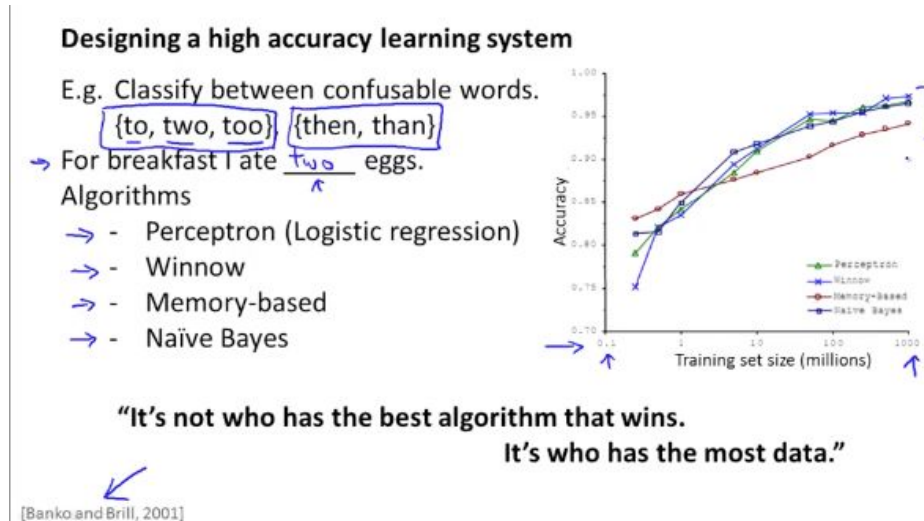 Designing a high accuracy learning system
E.g. Classify between confusable words.
{to, two, too} {then, than}
For breakfast I ate two eggs.
Algorithms
- Perceptron (Logistic regression)
- Winnow
- Memory-based
- Naïve Bayes
1.00
0.95
0.90
0.85
0.80
0.75
0.70
Accuracy
Perceptron
Winnow
Memory-Based
Naive Bayes
0.1 1 10 100 1000
Training set size (millions)
“It’s not who has the best algorithm that wins.
It’s who has the most data.”
[Banko and Brill, 2001]